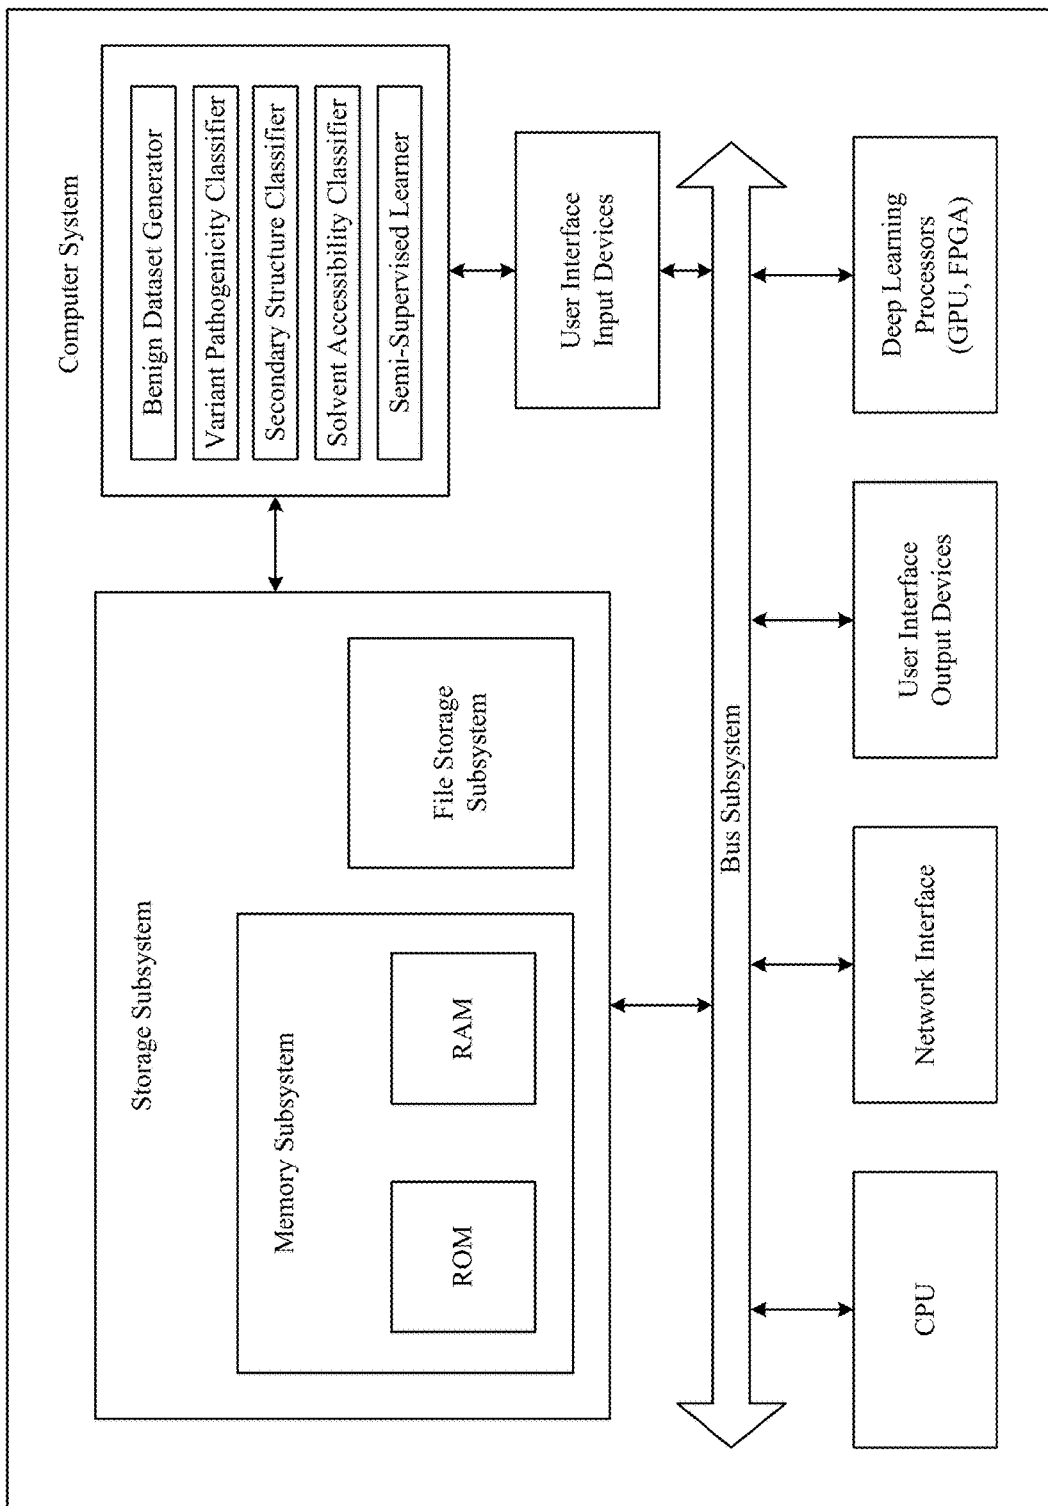 Computer System
Storage Subsystem
Memory Subsystem
ROM
RAM
File Storage
Subsystem
Benign Dataset Generator
Variant Pathogenicity Classifier
Secondary Structure Classifier
Solvent Accessibility Classifier
Semi-Supervised Learner
User Interface
Input Devices
Bus Subsystem
CPU
Network Interface
User Interface
Output Devices
Deep Learning
Processors
(GPU, FPGA)